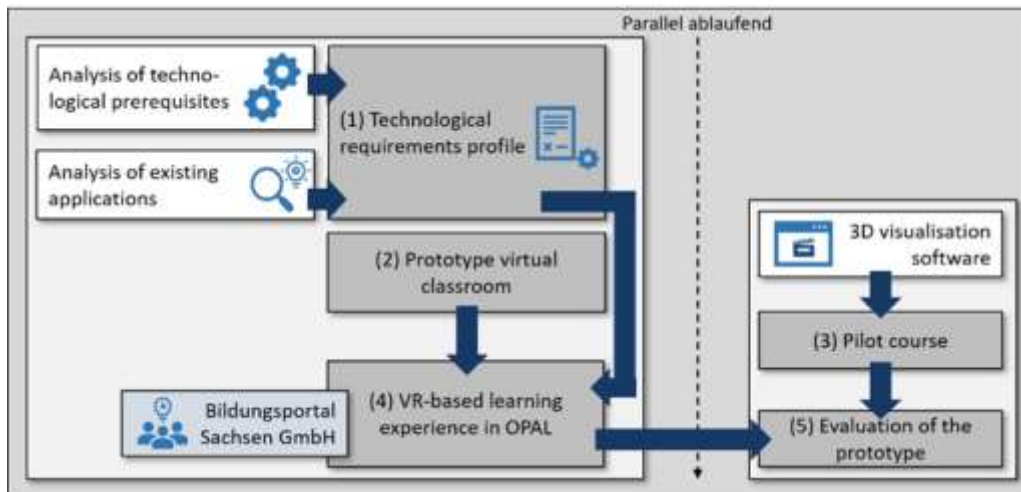 Parallel ablaufend
Analysis of techno-
logical prerequisites
(1) Technological
requirements profile
Analysis of existing
applications
(2) Prototype virtual
classroom
(4) VR-based learning
experience in OPAL
Bildungsportal
Sachsen GmbH
3D visualisation
software
(3) Pilot course
(5) Evaluation of the
prototype